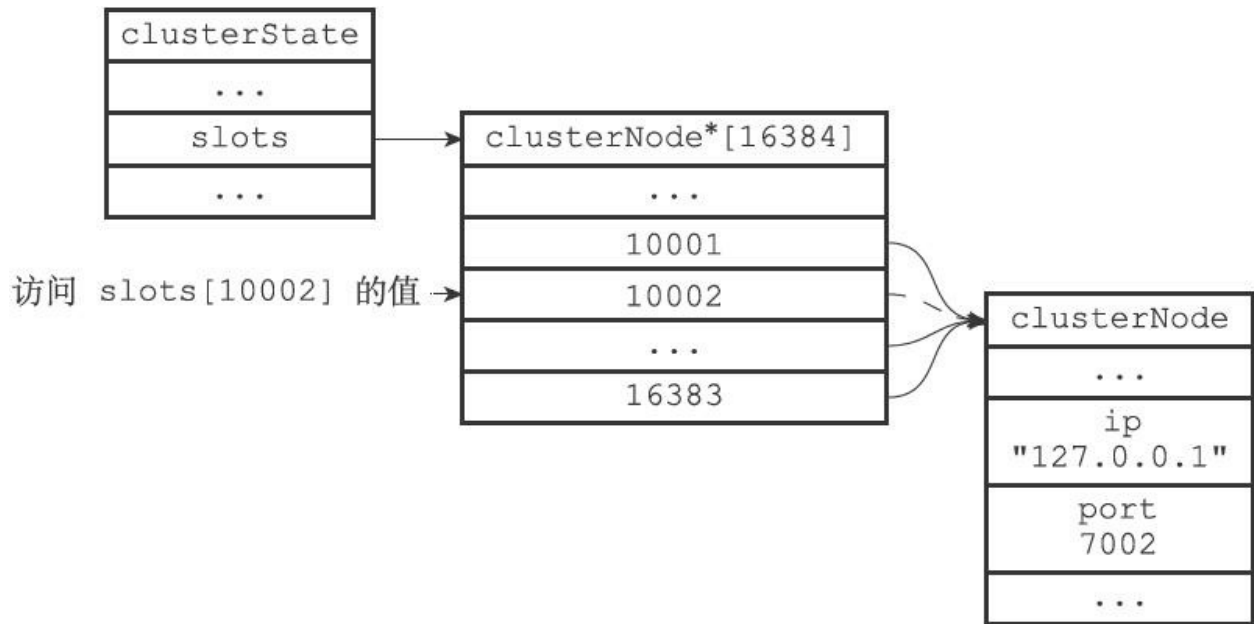 clusterState
...
slots
...
clusterNode*[16384]
...
10001
访问 slots[10002] 的值
10002
...
16383
clusterNode
...
ip
"127.0.0.1"
port
7002
...